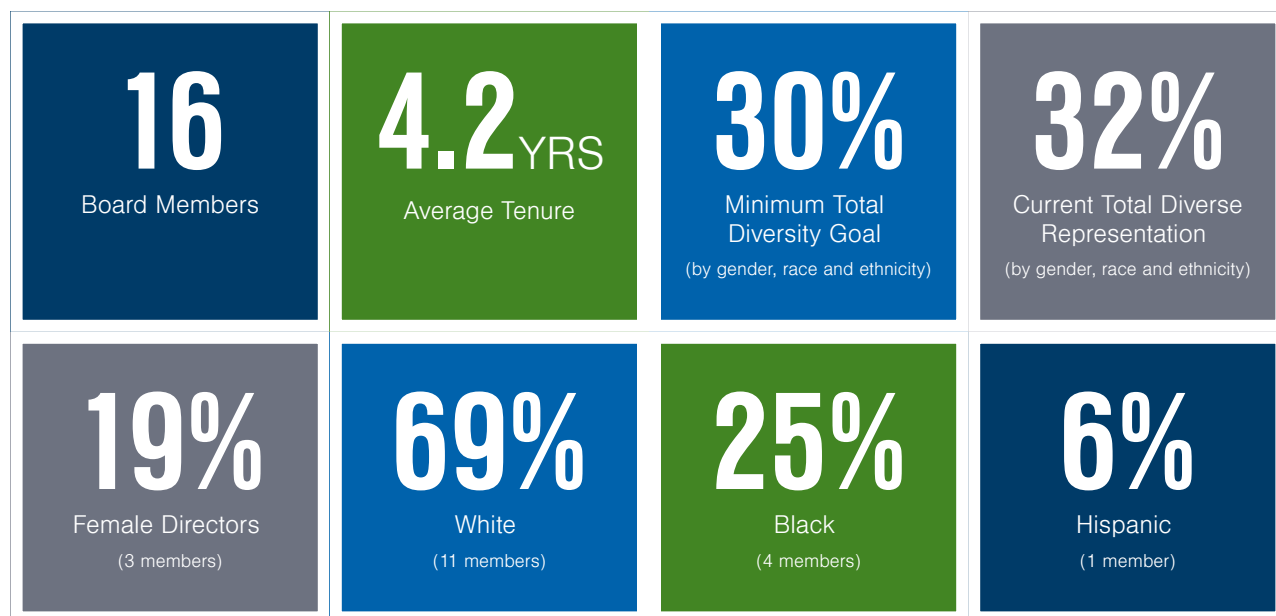 16
Board Members
4.2 YRS
Average Tenure
30%
Minimum Total
Diversity Goal
(by gender, race and ethnicity)
32%
Current Total Diverse
Representation
(by gender, race and ethnicity)
19%
Female Directors
(3 members)
69%
White
(11 members)
25%
Black
(4 members)
6%
Hispanic
(1 member)